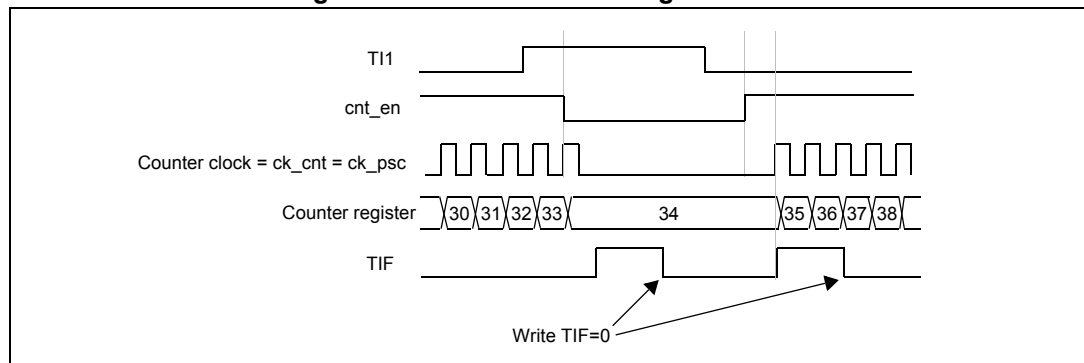 TI1
cnt_en
Counter clock = ck_cnt = ck_psc
Counter register 30 31 32 33 34 35 36 37 38
TIF
Write TIF=0